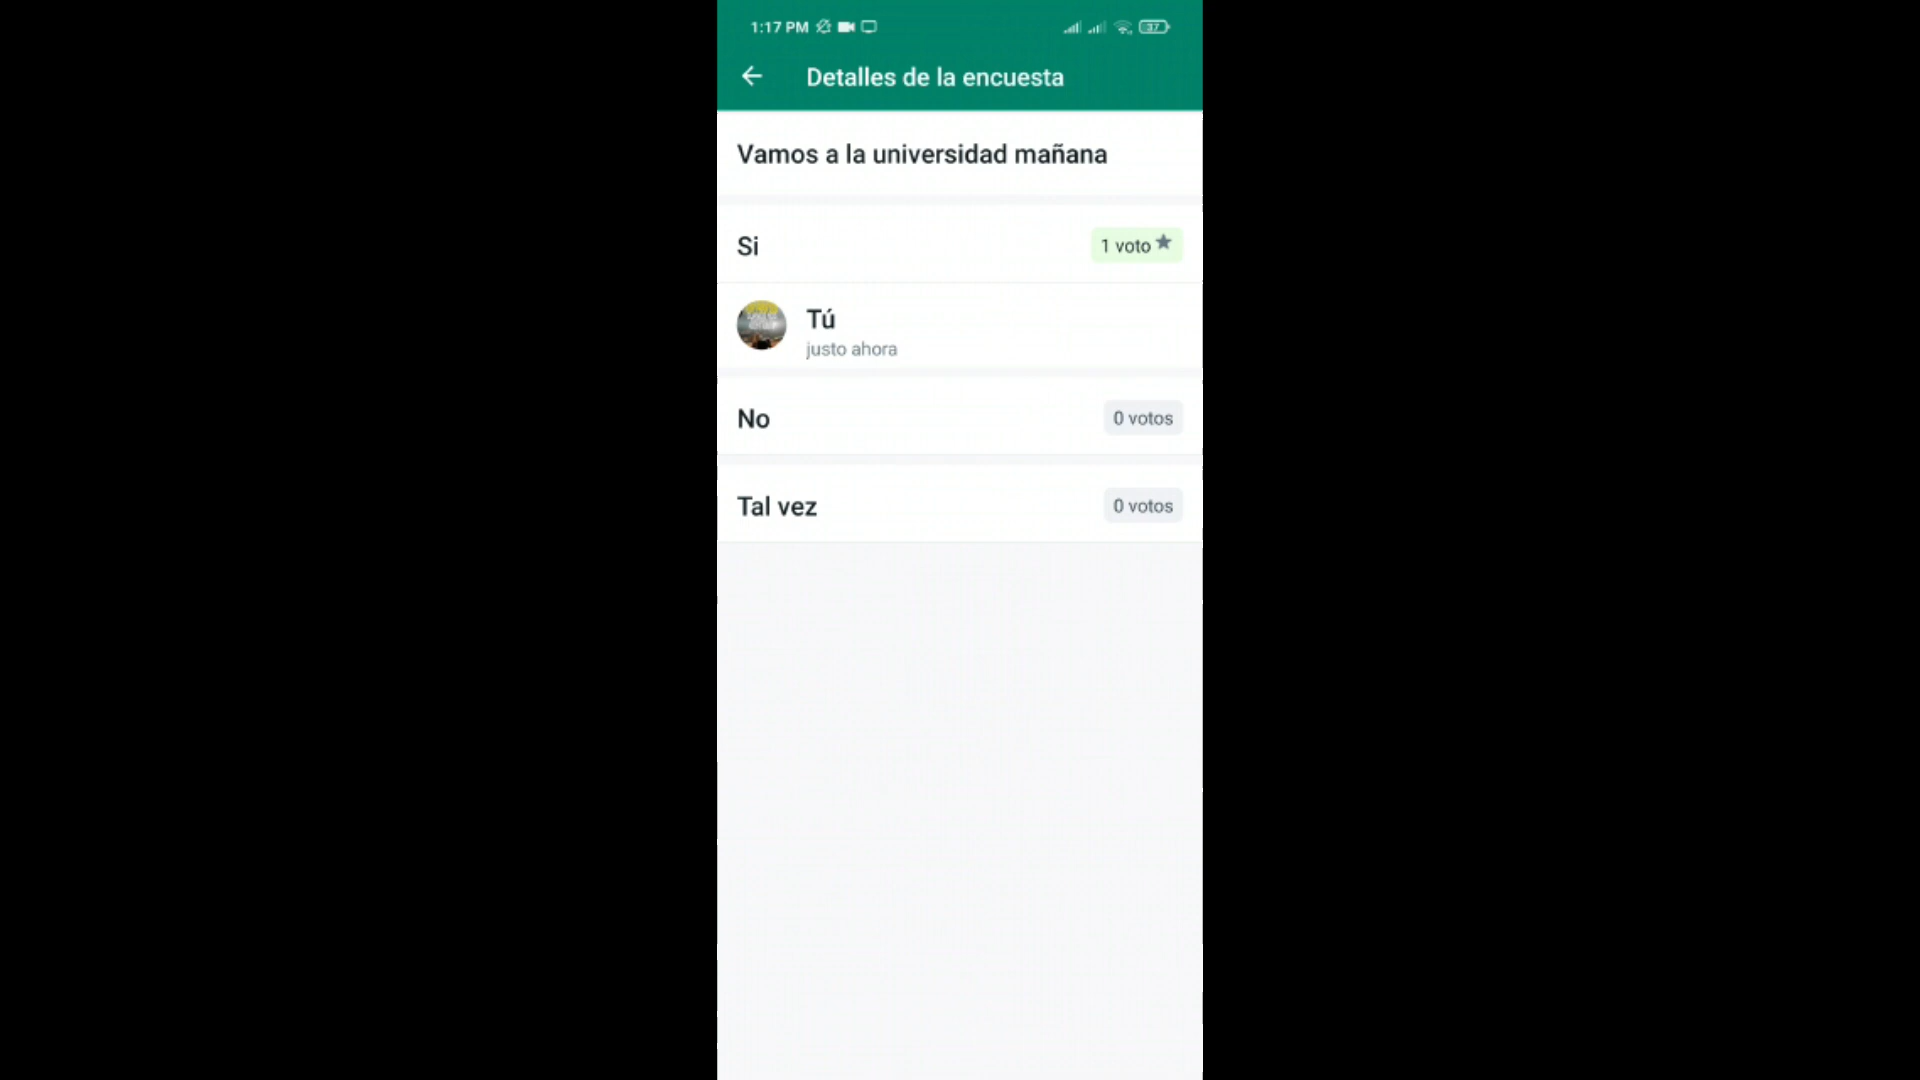 1:17 PM
37
Detalles de la encuesta
Vamos a la universidad mañana
Si
1 voto
Tú
justo ahora
No
0 votos
Tal vez
0 votos